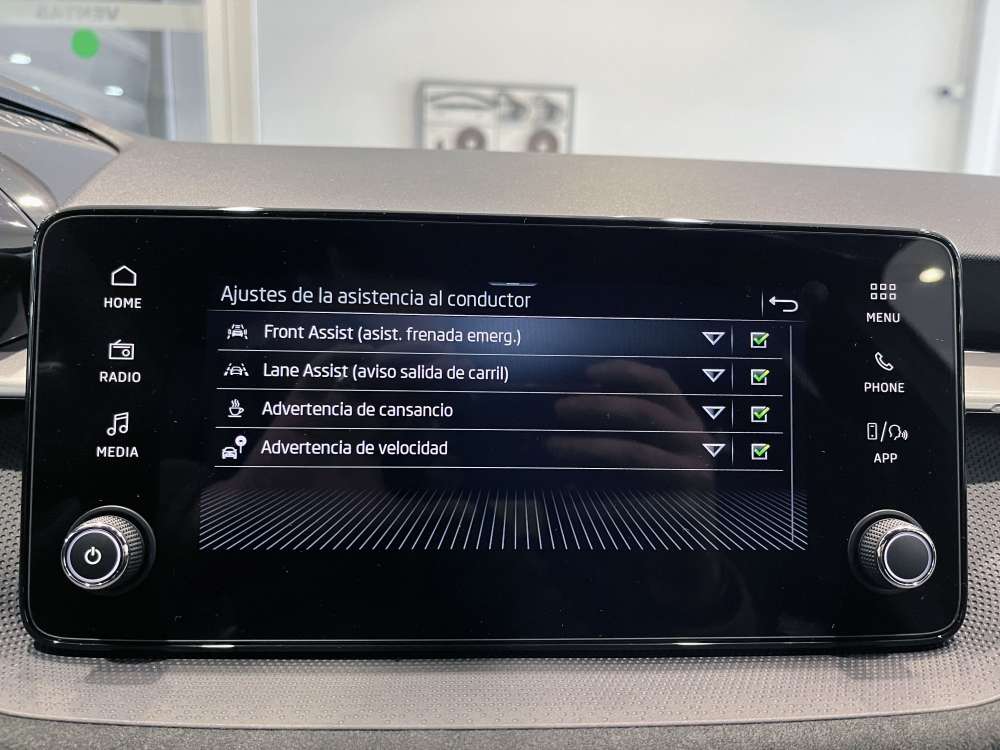 VENTAS
HOME
RADIO
MEDIA
Ajustes de la asistencia al conductor
Front Assist (asist. frenada emerg.)
Lane Assist (aviso salida de carril)
Advertencia de cansancio
Advertencia de velocidad
MENU
PHONE
APP